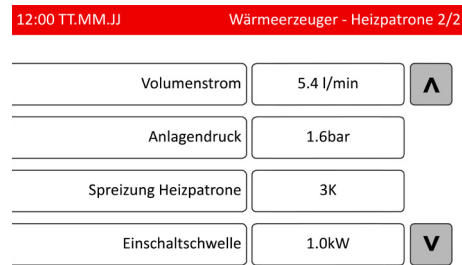 12:00 TT.MM.JJ Wärmeerzeuger - Heizpatrone 2/2
Volumenstrom 5.4 l/min
Anlagendruck 1.6bar
Spreizung Heizpatrone 3K
Einschaltschwelle 1.0kW